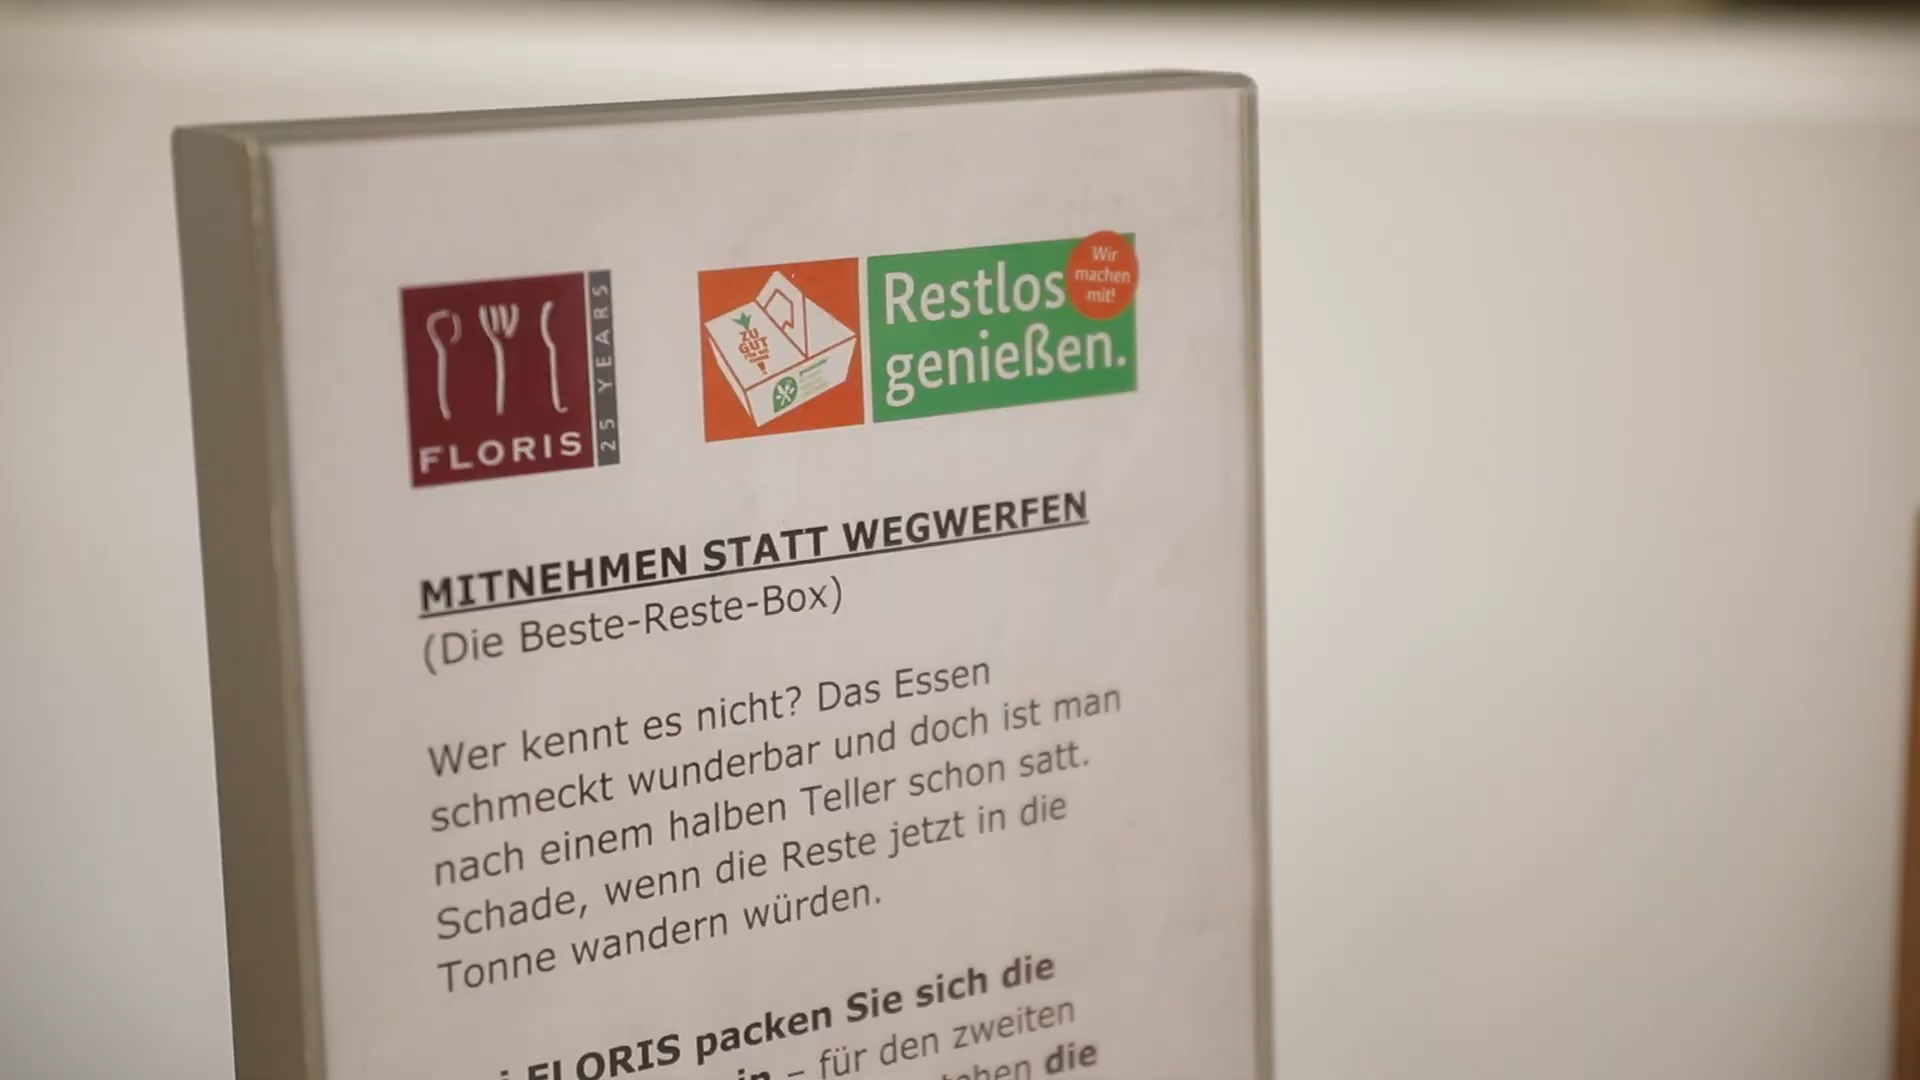 FLORIS
25 YEARS
ZU
GUT
Restlos
genießen.
Wir
machen
mit!
MITNEHMEN STATT WEGWERFEN
(Die Beste-Reste-Box)
Wer kennt es nicht? Das Essen
schmeckt wunderbar und doch ist man
nach einem halben Teller schon satt.
Schade, wenn die Reste jetzt in die
Tonne wandern würden.
FLORIS packen Sie sich die
– für den zweiten
die